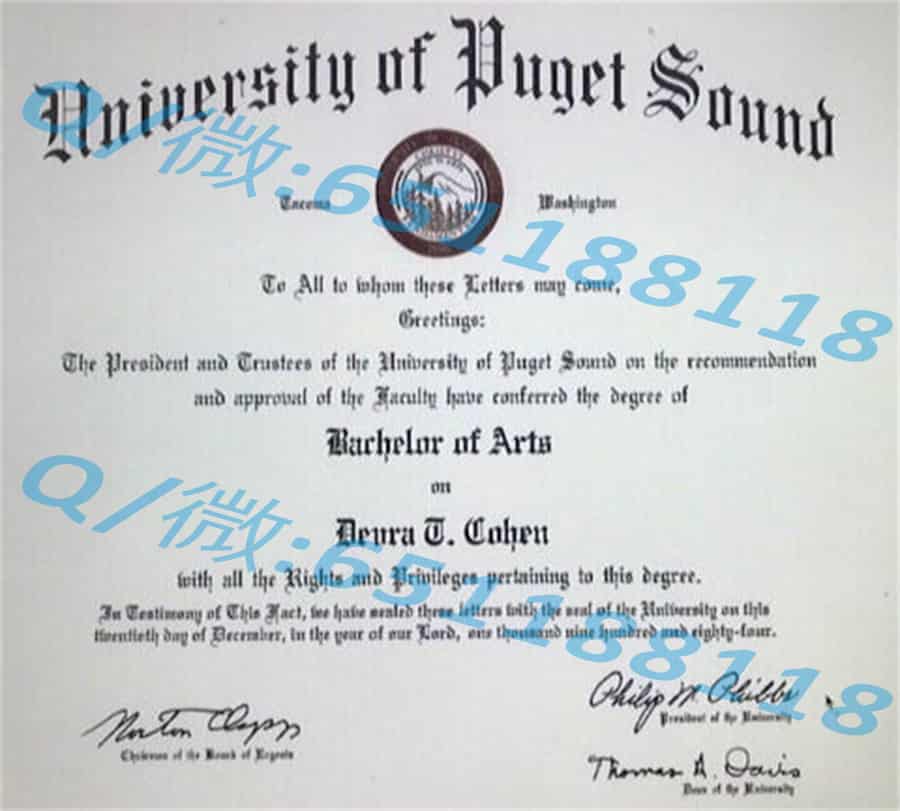 University of Puget Sound
Tacoma
Washington
To All to whom these Letters may come,
Greetings:
The President and Trustees of the University of Puget Sound on the recommendation
and approval of the Faculty have conferred the degree of
Bachelor of Arts
on
Devra T. Cohen
with all the Rights and Privileges pertaining to this degree.
In Testimony of This Fact, we have sealed these letters with the seal of the University on this
twentieth day of December, in the year of our Lord, one thousand nine hundred and eighty-four.
Norton Clapp
Chairman of the Board of Regents
Philip M. Phibbs
President of the University
Thomas A. Davis
Dean of the University
Q/微:651188118
Q/微:651188118